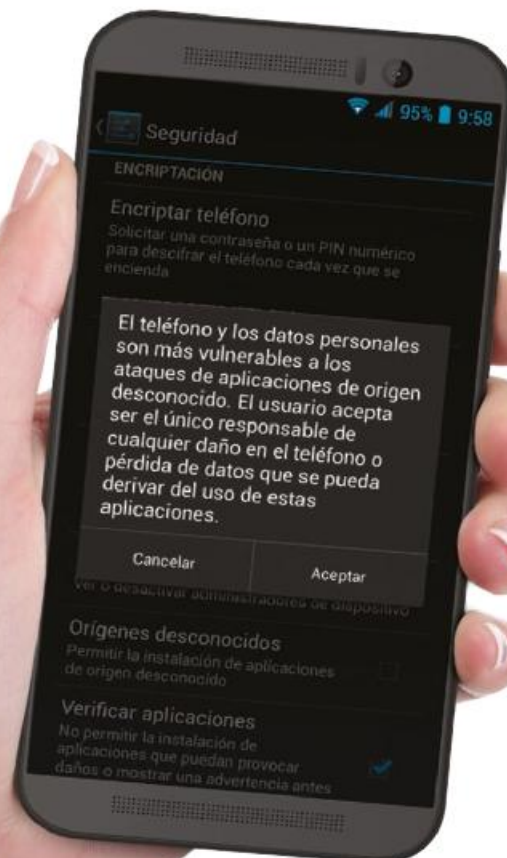 95% 9:58
Seguridad
ENCRIPTACIÓN
Encriptar teléfono
Solicitar una contraseña o un PIN numérico
para descifrar el teléfono cada vez que se
encienda
El teléfono y los datos personales
son más vulnerables a los
ataques de aplicaciones de origen
desconocido. El usuario acepta
ser el único responsable de
cualquier daño en el teléfono o
pérdida de datos que se pueda
derivar del uso de estas
aplicaciones.
Cancelar Aceptar
Ver o desactivar administradores de dispositivo
Orígenes desconocidos
Permitir la instalación de aplicaciones
de origen desconocido
Verificar aplicaciones
No permitir la instalación de
aplicaciones que puedan provocar
daños o mostrar una advertencia antes